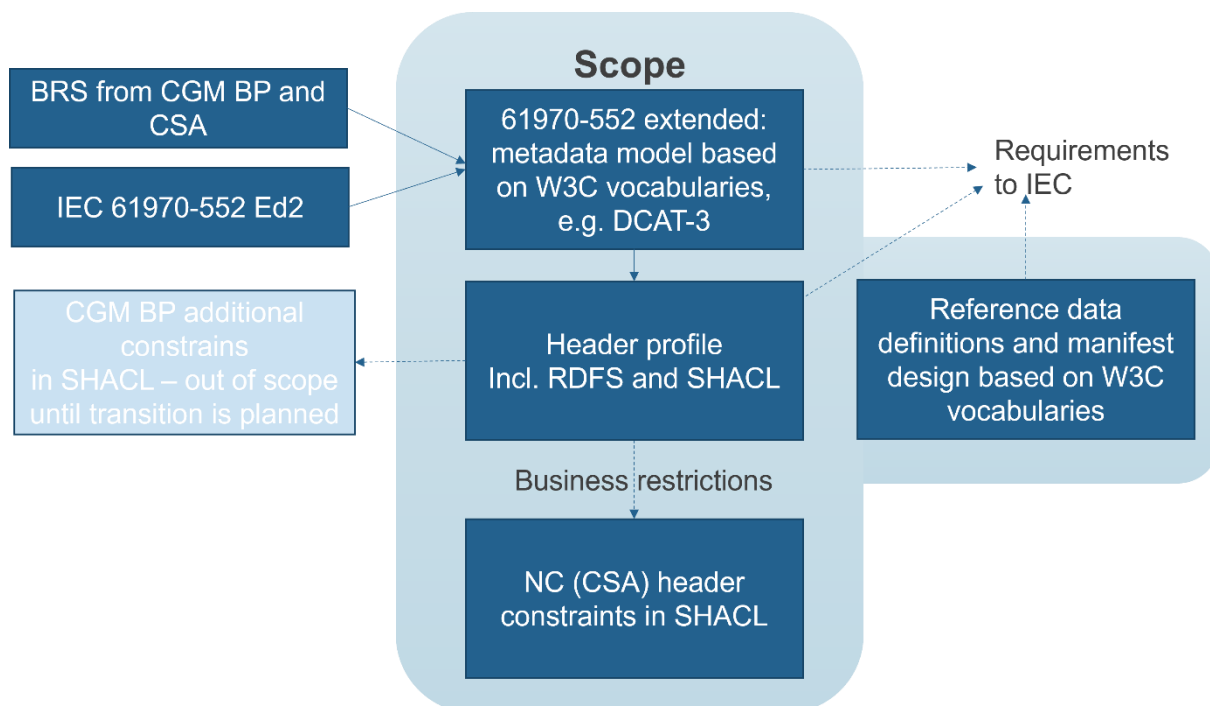 Scope
BRS from CGM BP and
CSA
IEC 61970-552 Ed2
61970-552 extended:
metadata model based
on W3C vocabularies,
e.g. DCAT-3
Requirements
to IEC
CGM BP additional
constrains
in SHACL – out of scope
until transition is planned
Header profile
Incl. RDFS and SHACL
Reference data
definitions and manifest
design based on W3C
vocabularies
Business restrictions
NC (CSA) header
constraints in SHACL